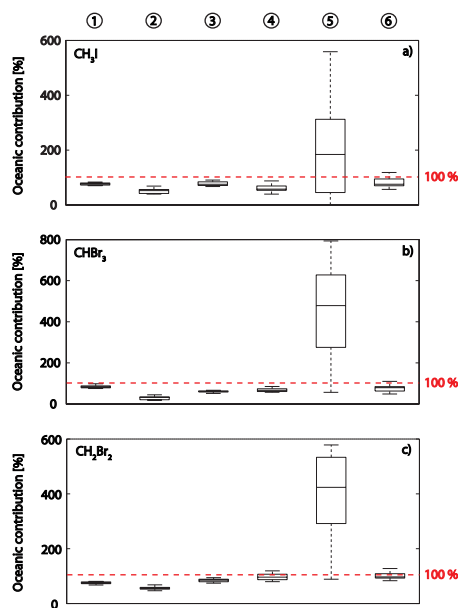 ① ② ③ ④ ⑤ ⑥
600
CH₃I
a)
400
Oceanic contribution [%]
200
100 %
0
800
CHBr₃
b)
600
400
Oceanic contribution [%]
200
100 %
0
600
CH₂Br₂
c)
400
Oceanic contribution [%]
200
100 %
0